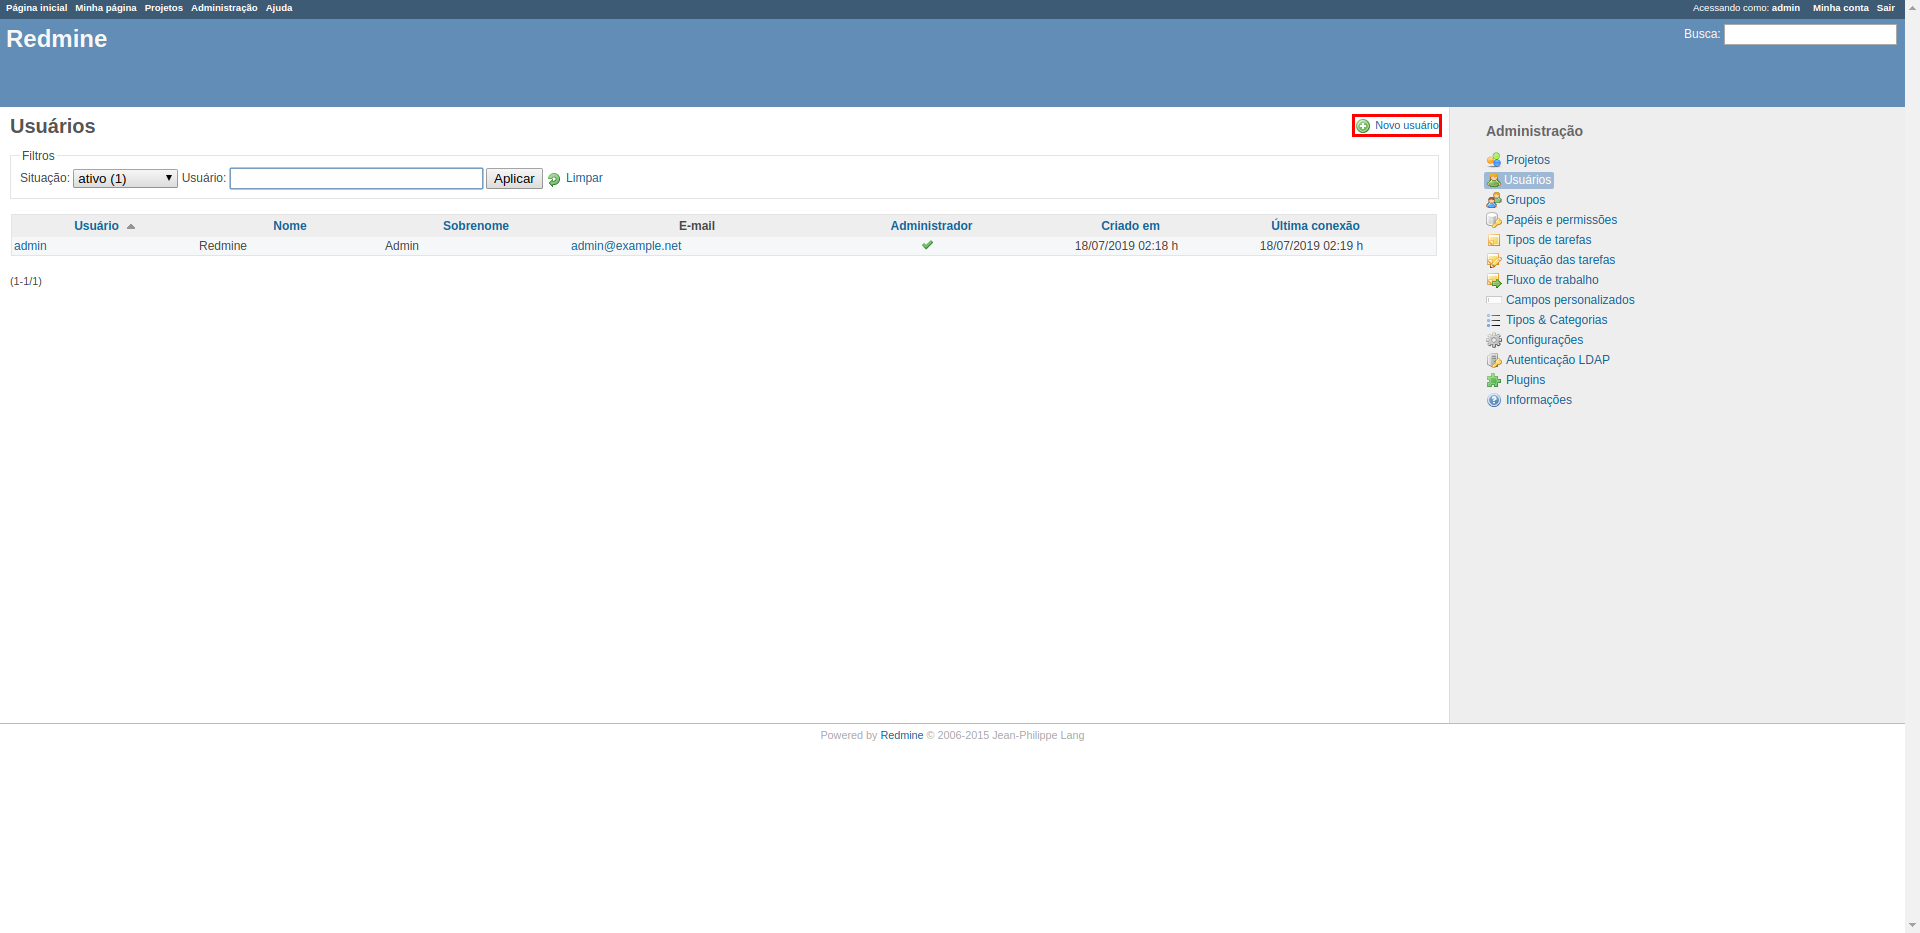 Página inicial Minha página Projetos Administração Ajuda Acessando como: admin Minha conta Sair
Redmine
Busca:
Usuários
Novo usuário
Filtros
Situação: ativo (1) Usuário: Aplicar Limpar
Usuário Nome Sobrenome E-mail Administrador Criado em Última conexão
admin Redmine Admin admin@example.net 18/07/2019 02:18 h 18/07/2019 02:19 h
(1-1/1)
Administração
Projetos
Usuários
Grupos
Papéis e permissões
Tipos de tarefas
Situação das tarefas
Fluxo de trabalho
Campos personalizados
Tipos & Categorias
Configurações
Autenticação LDAP
Plugins
Informações
Powered by Redmine © 2006-2015 Jean-Philippe Lang